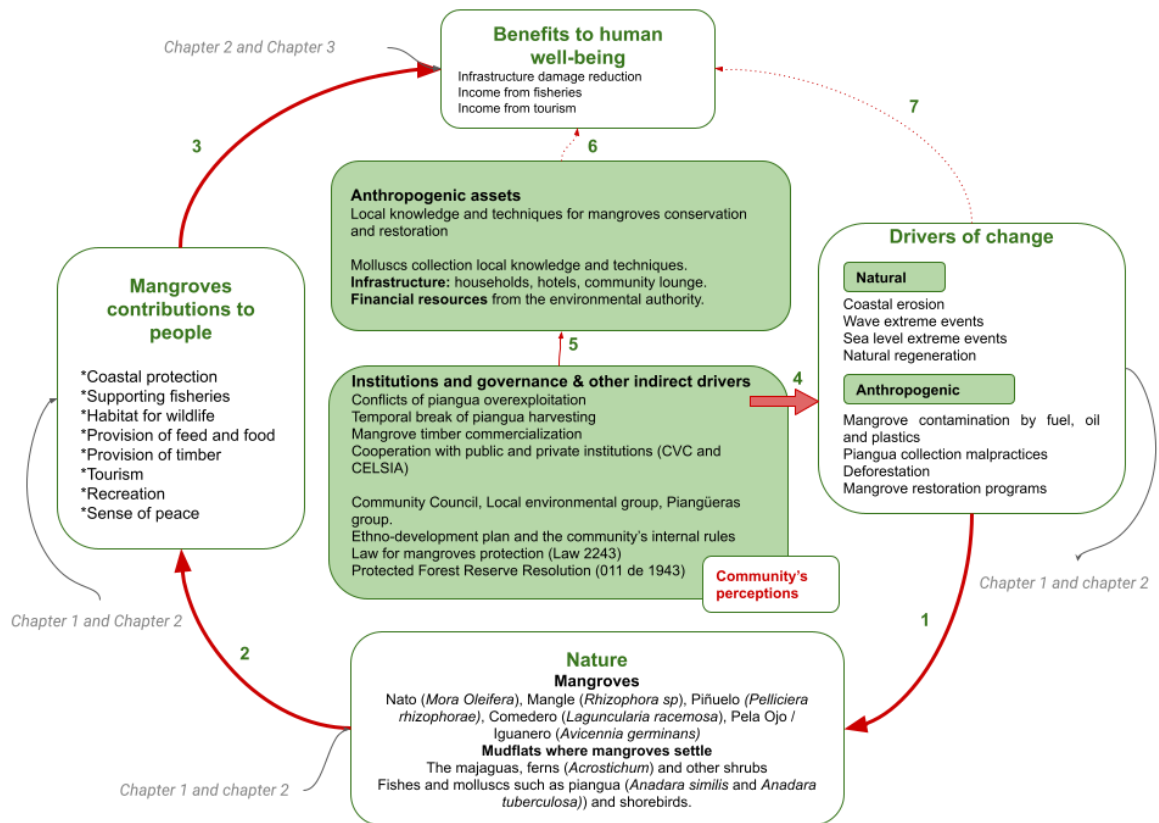 Chapter 2 and Chapter 3
Benefits to human
well-being
Infrastructure damage reduction
Income from fisheries
Income from tourism
7
3
6
Anthropogenic assets
Local knowledge and techniques for mangroves conservation
and restoration
Molluscs collection local knowledge and techniques.
Infrastructure: households, hotels, community lounge.
Financial resources from the environmental authority.
Drivers of change
Natural
Coastal erosion
Wave extreme events
Sea level extreme events
Natural regeneration
Anthropogenic
Mangrove contamination by fuel, oil
and plastics
Piangua collection malpractices
Deforestation
Mangrove restoration programs
Mangroves
contributions to
people
*Coastal protection
*Supporting fisheries
*Habitat for wildlife
*Provision of feed and food
*Provision of timber
*Tourism
*Recreation
*Sense of peace
5
4
Institutions and governance & other indirect drivers
Conflicts of piangua overexploitation
Temporal break of piangua harvesting
Mangrove timber commercialization
Cooperation with public and private institutions (CVC and
CELSIA)
Community Council, Local environmental group, Piangüeras
group.
Ethno-development plan and the community's internal rules
Law for mangroves protection (Law 2243)
Protected Forest Reserve Resolution (011 de 1943)
Community's
perceptions
Chapter 1 and chapter 2
Chapter 1 and Chapter 2
1
2
Nature
Mangroves
Nato (Mora Oleifera), Mangle (Rhizophora sp), Piñuelo (Pelliciera
rhizophorae), Comedero (Laguncularia racemosa), Pela Ojo /
Iguanero (Avicennia germinans)
Mudflats where mangroves settle
The majaguas, ferns (Acrostichum) and other shrubs
Fishes and molluscs such as piangua (Anadara similis and Anadara
tuberculosa)) and shorebirds.
Chapter 1 and chapter 2